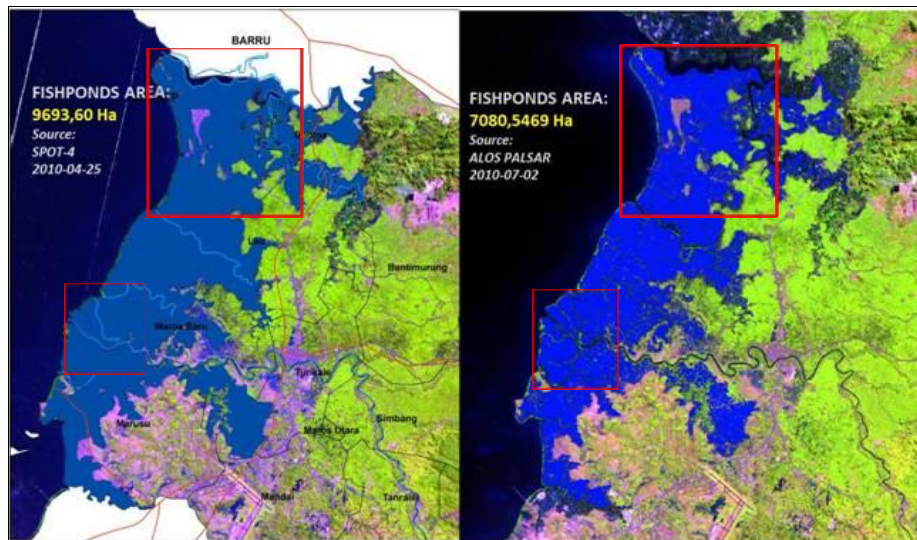 BARRU
FISHPONDS AREA:
9693,60 Ha
Source:
SPOT-4
2010-04-25
Lau
Bantimurung
Maros Baru
Turikale
Marusu
Maros Utara
Simbang
Mandai
Tanralili
FISHPONDS AREA:
7080,5469 Ha
Source:
ALOS PALSAR
2010-07-02